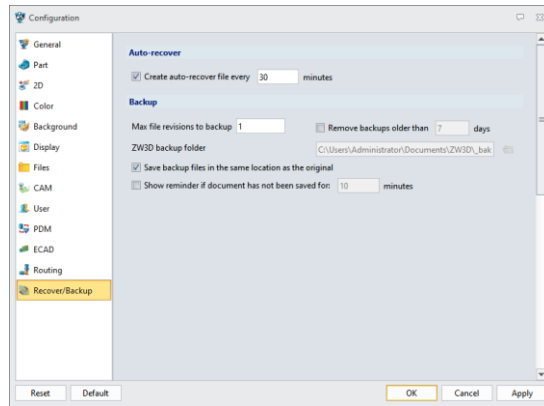 Configuration
General
Part
2D
Color
Background
Display
Files
CAM
User
PDM
ECAD
Routing
Recover/Backup
Auto-recover
Create auto-recover file every 30 minutes
Backup
Max file revisions to backup 1 Remove backups older than 7 days
ZW3D backup folder C:\Users\Administrator\Documents\ZW3D\_bak
Save backup files in the same location as the original
Show reminder if document has not been saved for: 10 minutes
Reset Default OK Cancel Apply